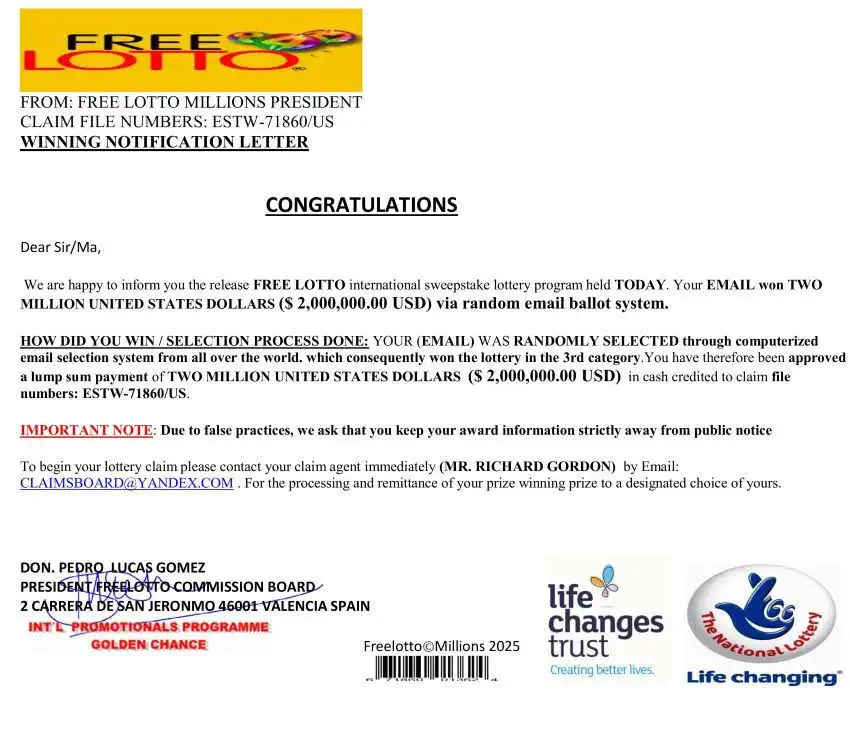 FREE
LOTTO®
FROM: FREE LOTTO MILLIONS PRESIDENT
CLAIM FILE NUMBERS: ESTW-71860/US
WINNING NOTIFICATION LETTER
CONGRATULATIONS
Dear Sir/Ma,
We are happy to inform you the release FREE LOTTO international sweepstake lottery program held TODAY. Your EMAIL won TWO
MILLION UNITED STATES DOLLARS ($ 2,000,000.00 USD) via random email ballot system.
HOW DID YOU WIN / SELECTION PROCESS DONE: YOUR (EMAIL) WAS RANDOMLY SELECTED through computerized
email selection system from all over the world. which consequently won the lottery in the 3rd category.You have therefore been approved
a lump sum payment of TWO MILLION UNITED STATES DOLLARS ($ 2,000,000.00 USD) in cash credited to claim file
numbers: ESTW-71860/US.
IMPORTANT NOTE: Due to false practices, we ask that you keep your award information strictly away from public notice
To begin your lottery claim please contact your claim agent immediately (MR. RICHARD GORDON) by Email:
CLAIMSBOARD@YANDEX.COM . For the processing and remittance of your prize winning prize to a designated choice of yours.
DON. PEDRO LUCAS GOMEZ
PRESIDENT FREELOTTO COMMISSION BOARD
2 CARRERA DE SAN JERONMO 46001 VALENCIA SPAIN
INT´L PROMOTIONALS PROGRAMME
GOLDEN CHANCE
Freelotto©Millions 2025
life
changes
trust
Creating better lives.
The National Lottery
Life changing®